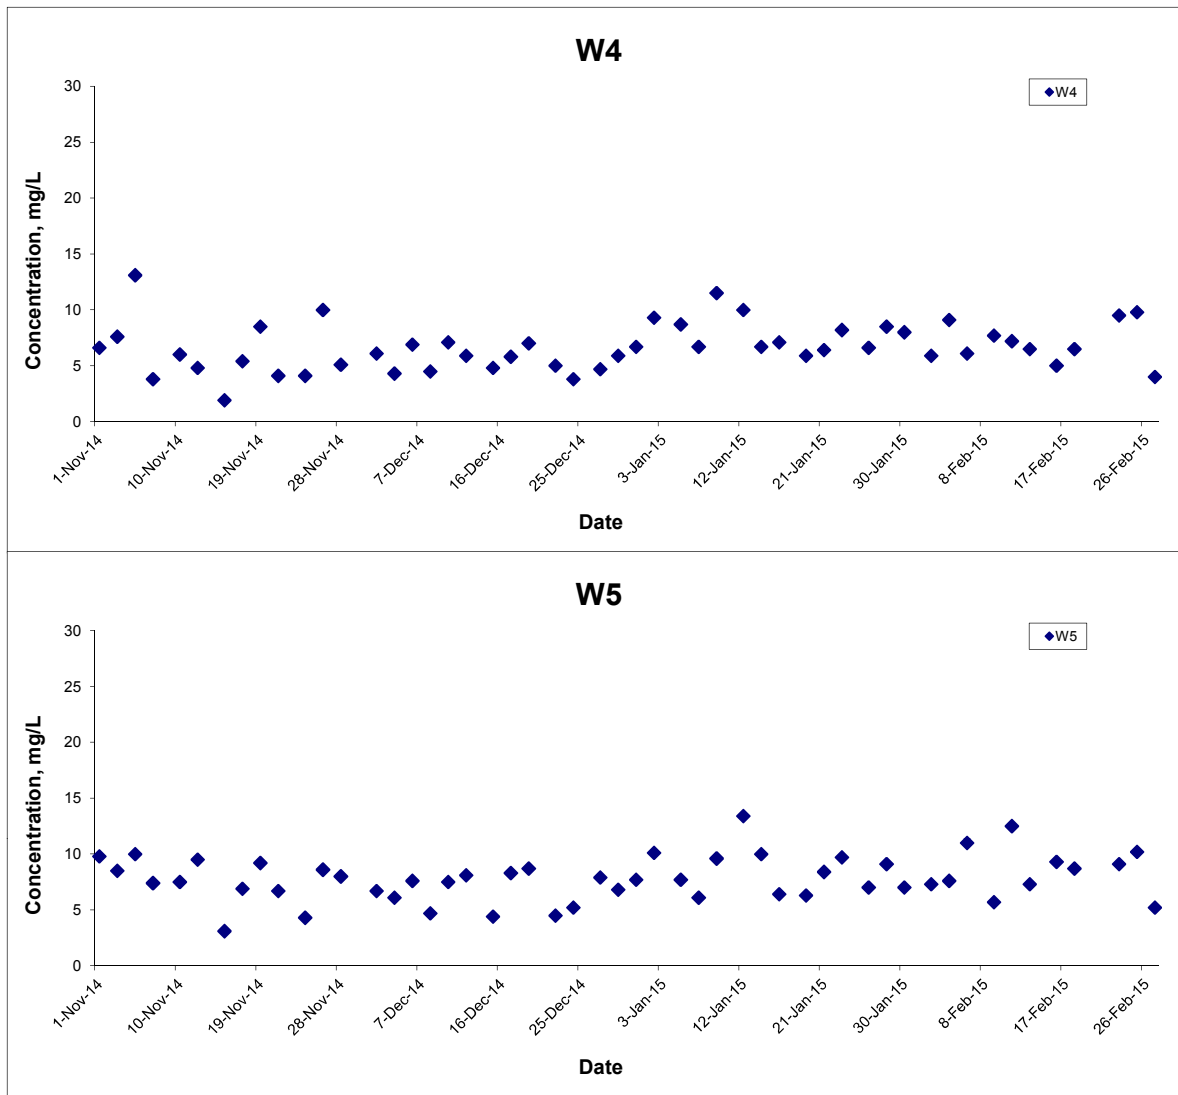 W4
30
25
20
15
10
5
0
Concentration, mg/L
W4
1-Nov-14
10-Nov-14
19-Nov-14
28-Nov-14
7-Dec-14
16-Dec-14
25-Dec-14
3-Jan-15
12-Jan-15
21-Jan-15
30-Jan-15
8-Feb-15
17-Feb-15
26-Feb-15
Date
W5
30
25
20
15
10
5
0
Concentration, mg/L
W5
1-Nov-14
10-Nov-14
19-Nov-14
28-Nov-14
7-Dec-14
16-Dec-14
25-Dec-14
3-Jan-15
12-Jan-15
21-Jan-15
30-Jan-15
8-Feb-15
17-Feb-15
26-Feb-15
Date